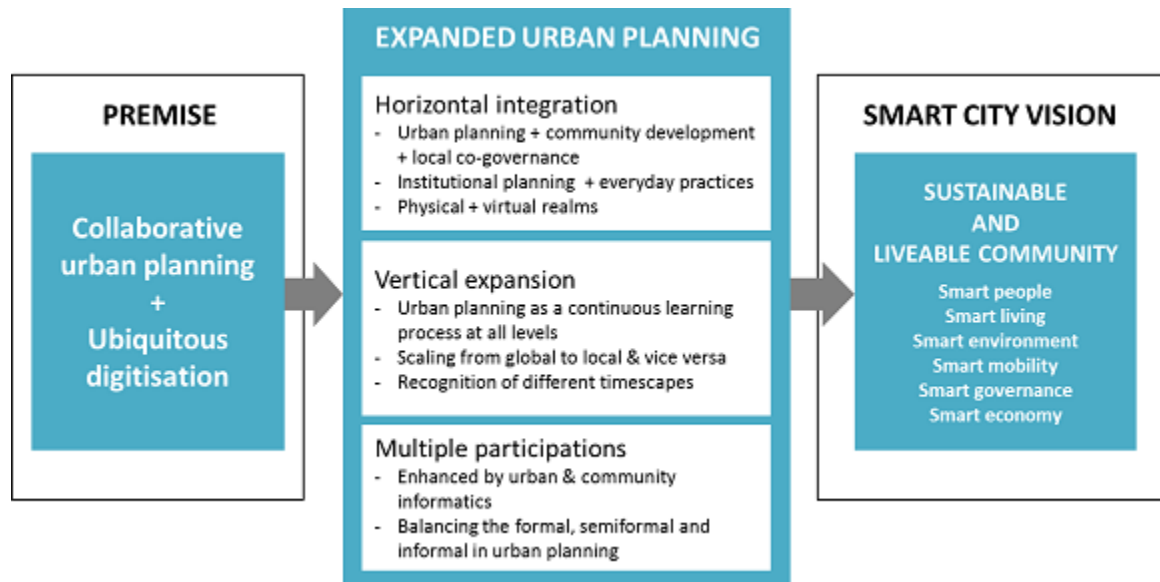 PREMISE
Collaborative
urban planning
+
Ubiquitous
digitisation
EXPANDED URBAN PLANNING
Horizontal integration
- Urban planning + community development
+ local co-governance
- Institutional planning + everyday practices
- Physical + virtual realms
Vertical expansion
- Urban planning as a continuous learning
process at all levels
- Scaling from global to local & vice versa
- Recognition of different timescapes
Multiple participations
- Enhanced by urban & community
informatics
- Balancing the formal, semiformal and
informal in urban planning
SMART CITY VISION
SUSTAINABLE
AND
LIVEABLE COMMUNITY
Smart people
Smart living
Smart environment
Smart mobility
Smart governance
Smart economy